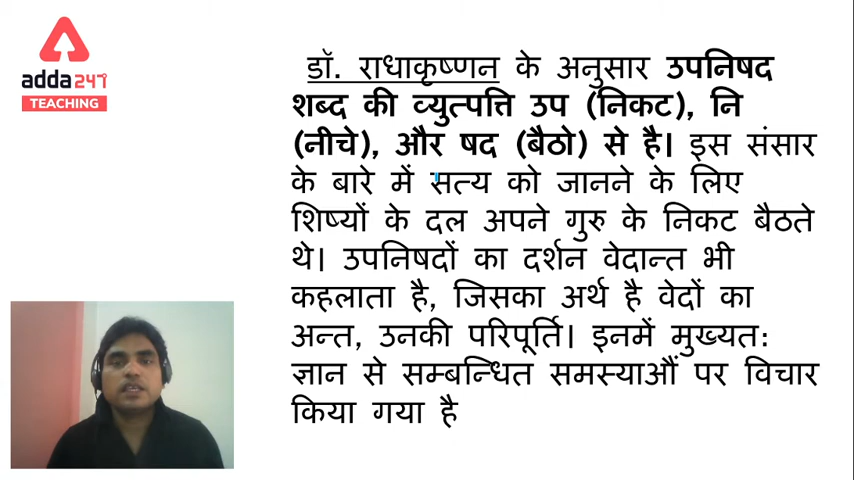 adda247
TEACHING
डॉ. राधाकृष्णन के अनुसार उपनिषद
शब्द की व्युत्पत्ति उप (निकट), नि
(नीचे), और षद (बैठो) से है। इस संसार
के बारे में सत्य को जानने के लिए
शिष्यों के दल अपने गुरु के निकट बैठते
थे। उपनिषदों का दर्शन वेदान्त भी
कहलाता है, जिसका अर्थ है वेदों का
अन्त, उनकी परिपूर्ति। इनमें मुख्यत:
ज्ञान से सम्बन्धित समस्याओं पर विचार
किया गया है